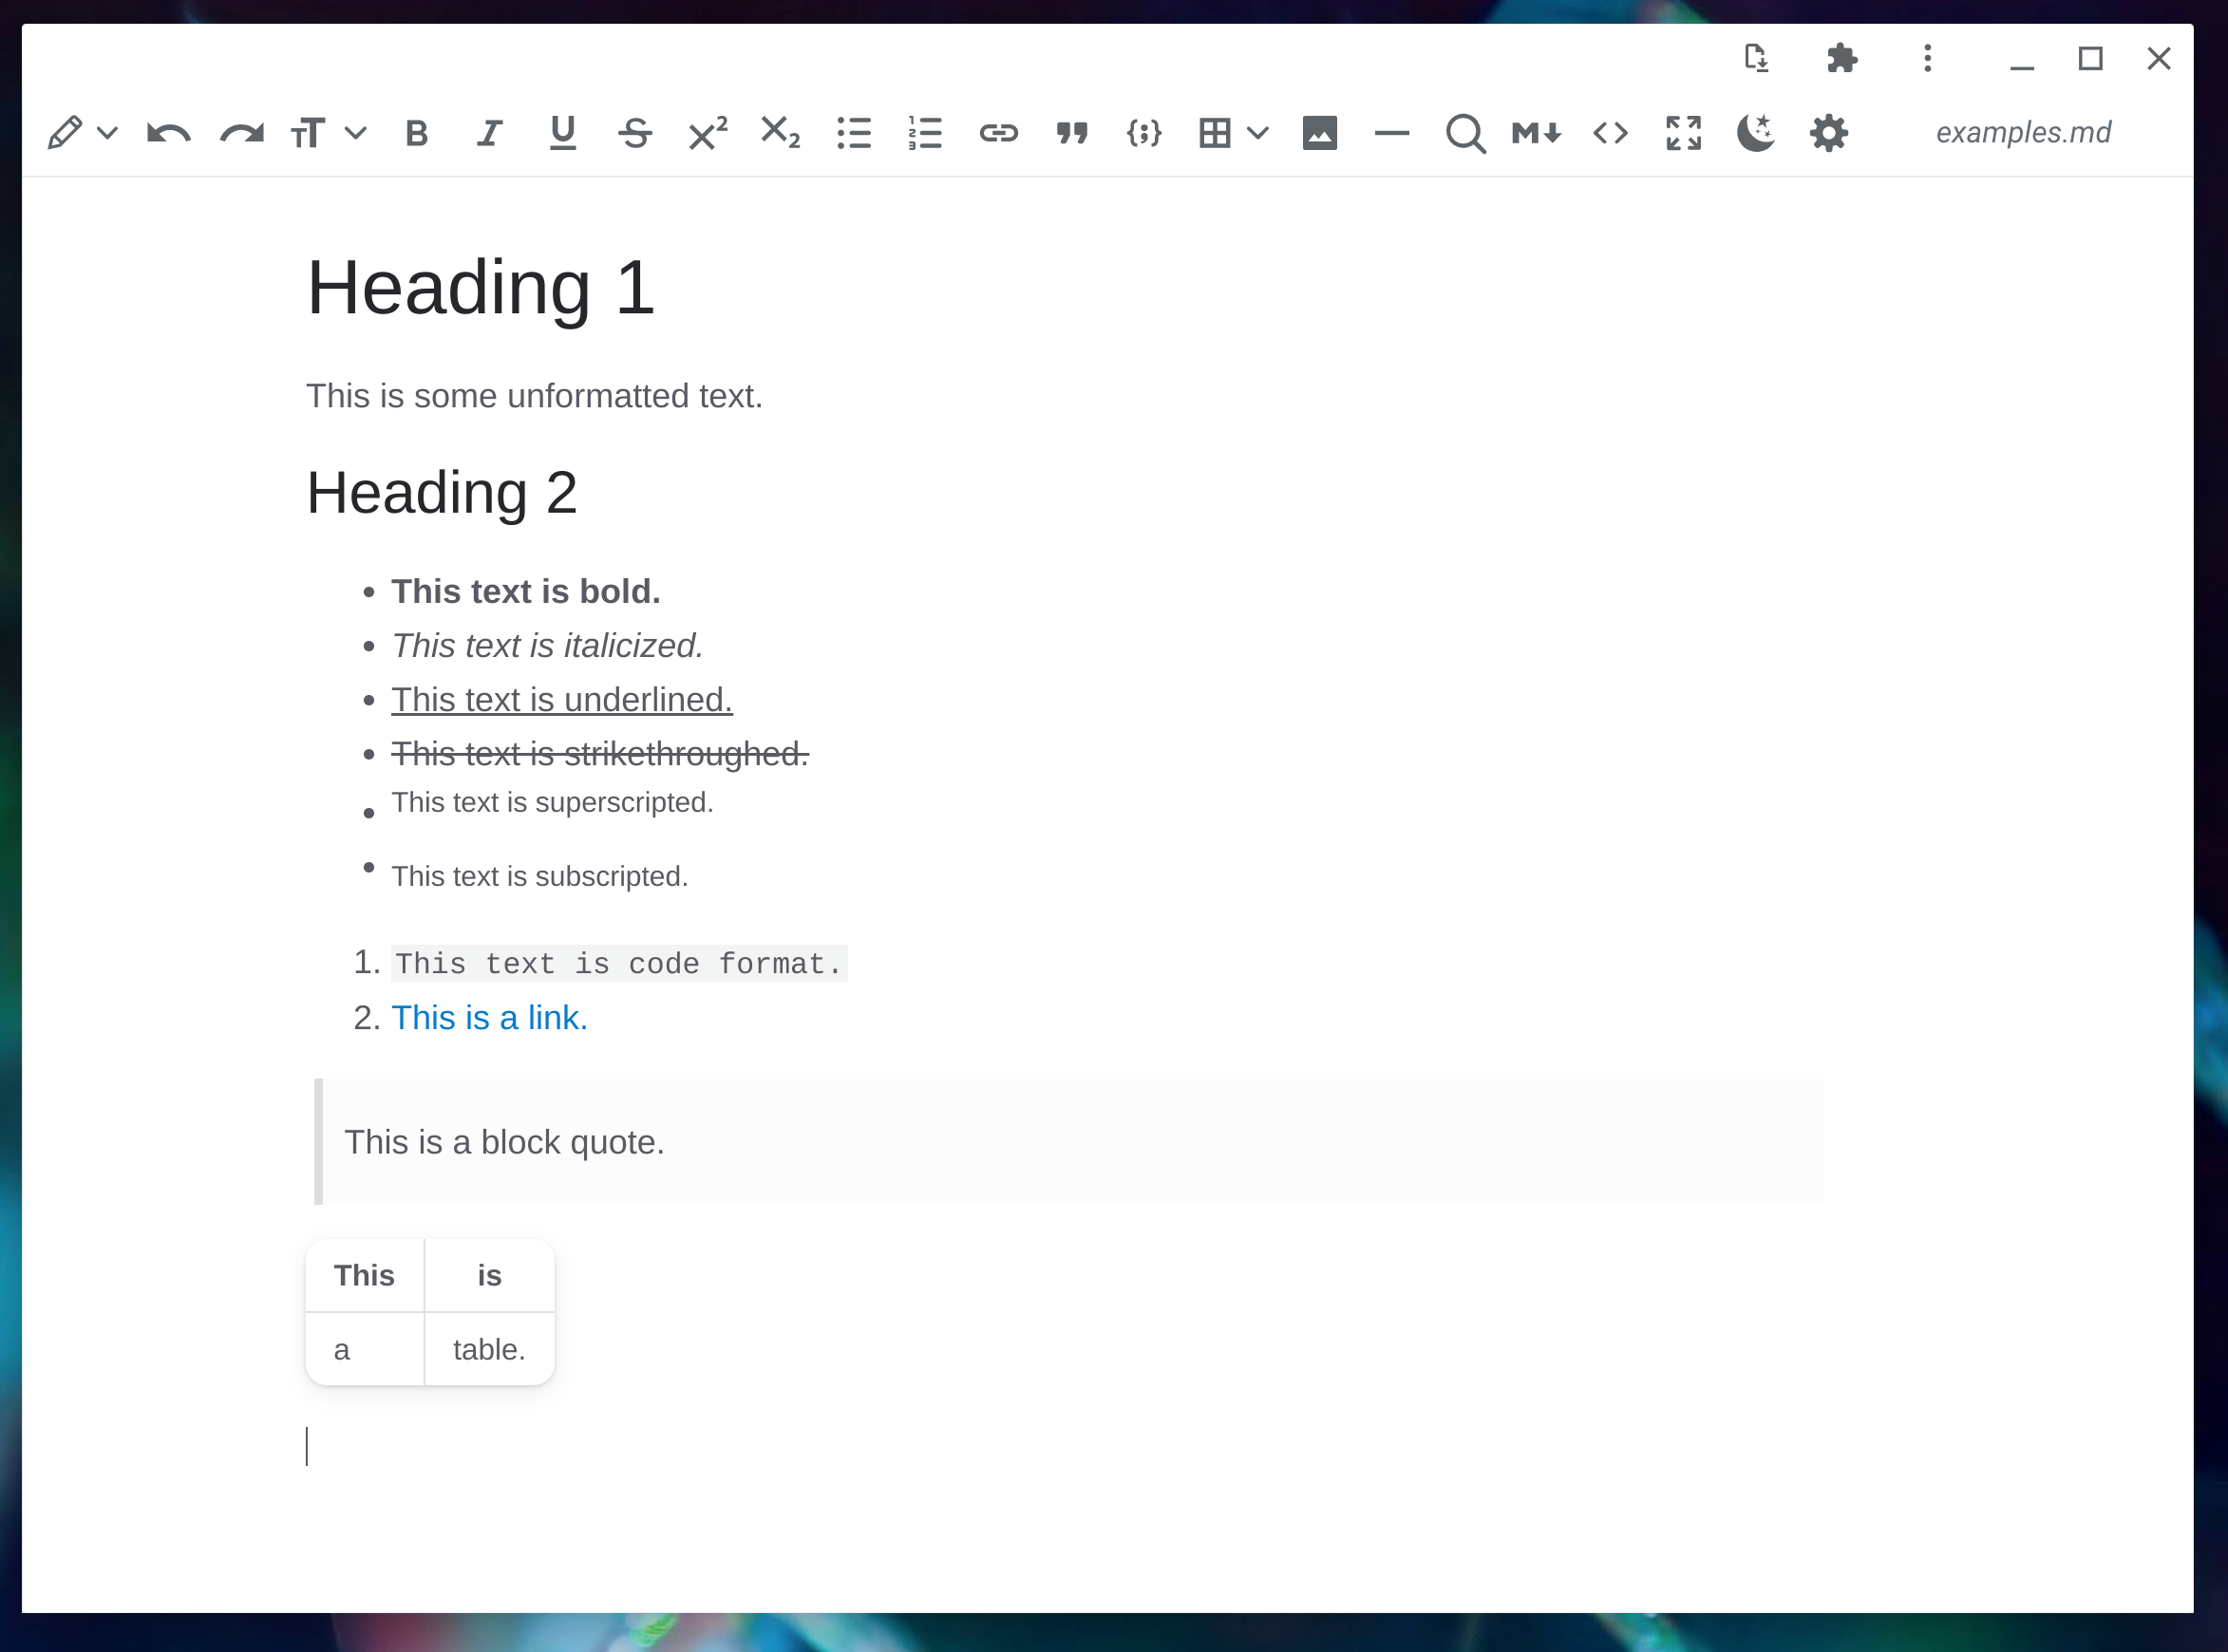 examples.md
Heading 1
This is some unformatted text.
Heading 2
• This text is bold.
• This text is italicized.
• This text is underlined.
• This text is strikethroughed.
• This text is superscripted.
• This text is subscripted.
1. This text is code format.
2. This is a link.
This is a block quote.
This is
a table.